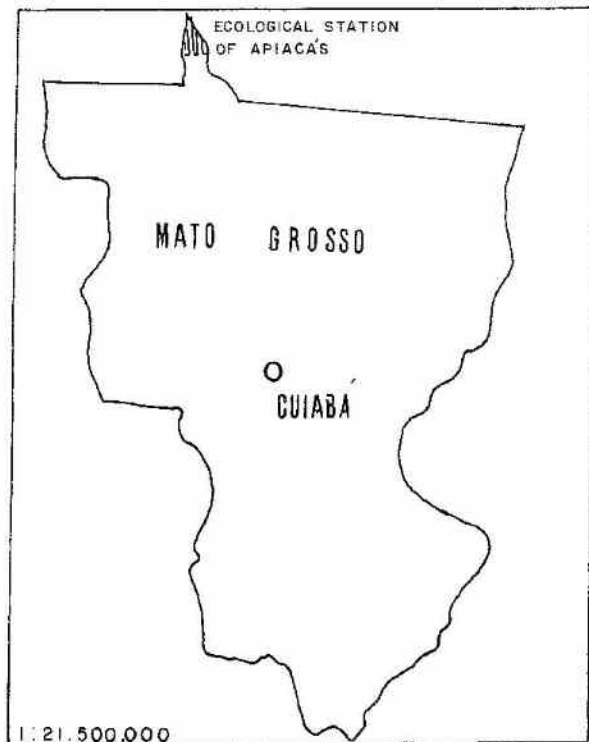 ECOLOGICAL STATION
OF APIACÁS
MATO GROSSO
CUIABÁ
1:21.500.000